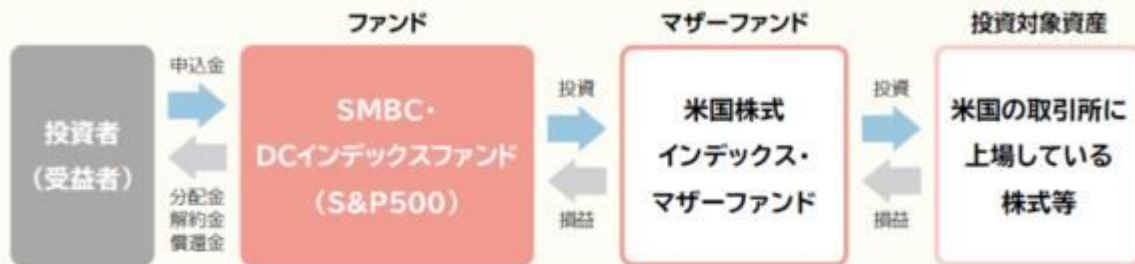 ファンド
マザーファンド
投資対象資産
投資者
（受益者）
申込金
分配金
解約金
償還金
SMBC・
DCインデックスファンド
（S&P500）
投資
損益
米国株式
インデックス・
マザーファンド
投資
損益
米国の取引所に
上場している
株式等